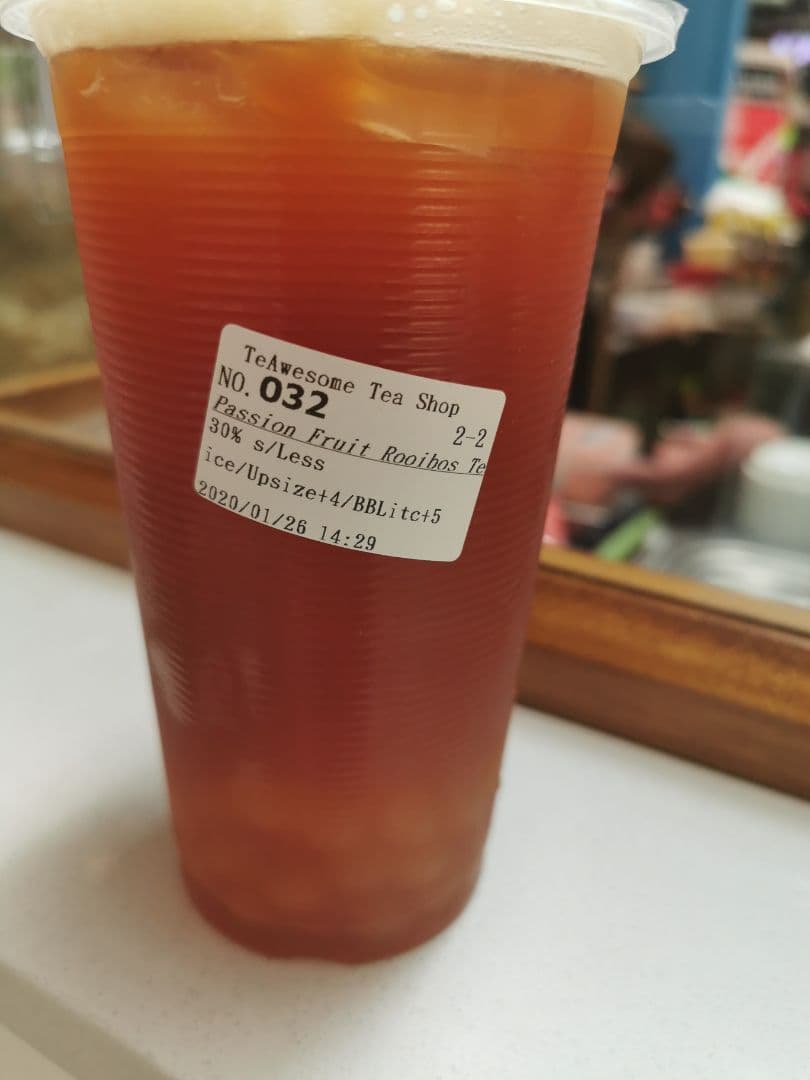 TeAwesome Tea Shop
NO. 032
2-2
Passion Fruit Rooibos Te
30% s/Less
ice/Upsize+4/BBLitc+5
2020/01/26 14:29